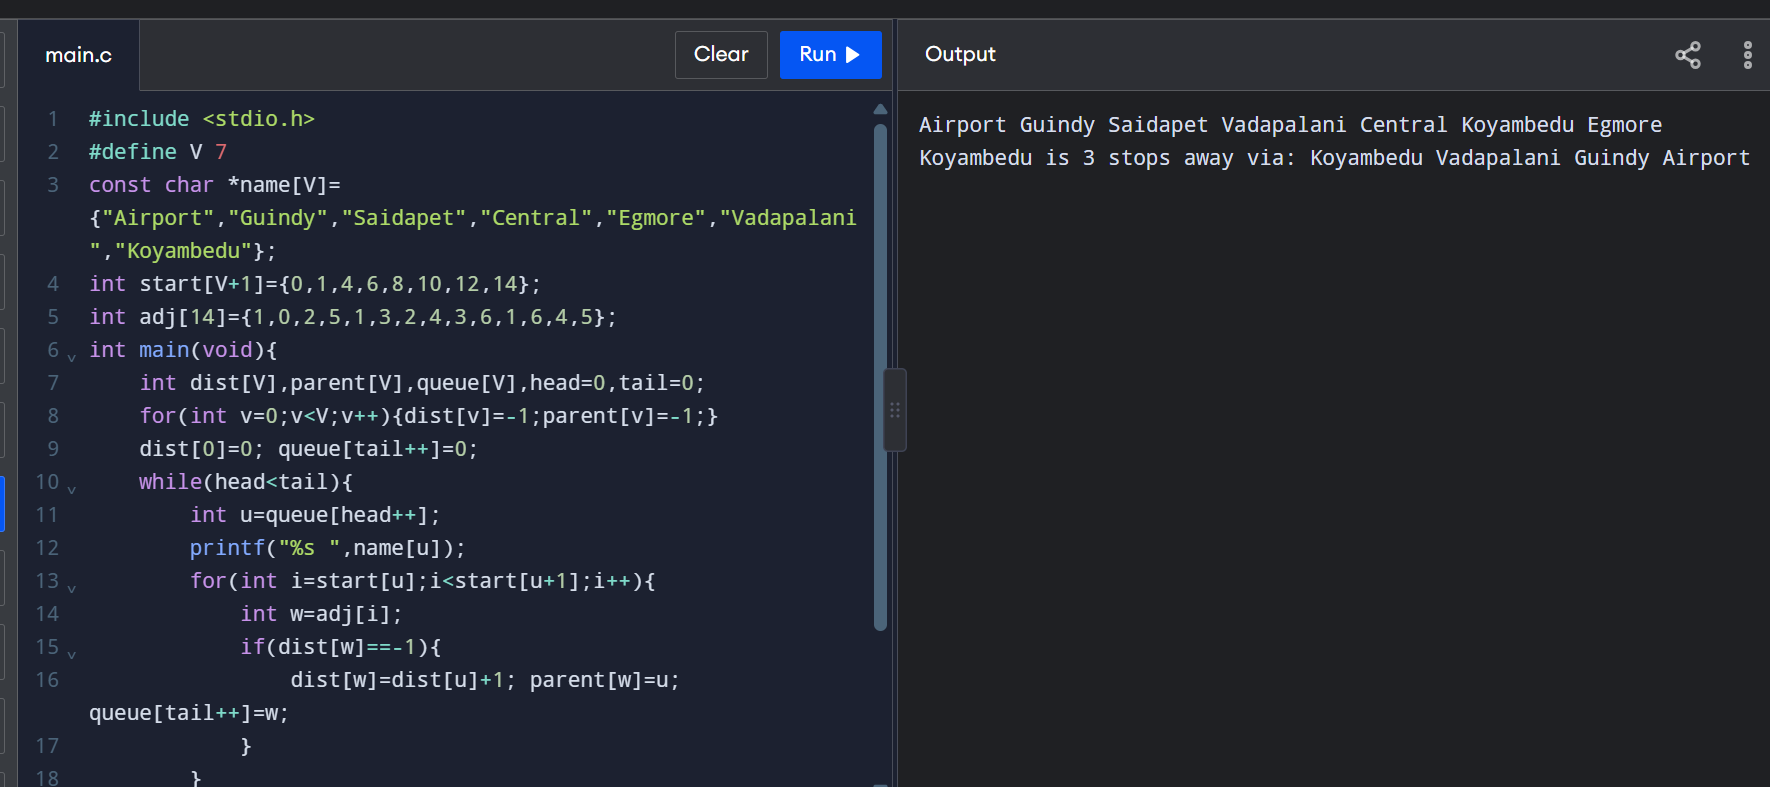 main.c
Clear
Run
Output
1 #include <stdio.h>
2 #define V 7
3 const char *name[V]=
{"Airport","Guindy","Saidapet","Central","Egmore","Vadapalani
","Koyambedu"};
4 int start[V+1]={0,1,4,6,8,10,12,14};
5 int adj[14]={1,0,2,5,1,3,2,4,3,6,1,6,4,5};
6 int main(void){
7     int dist[V],parent[V],queue[V],head=0,tail=0;
8     for(int v=0;v<V;v++){dist[v]=-1;parent[v]=-1;}
9     dist[0]=0; queue[tail++]=0;
10     while(head<tail){
11         int u=queue[head++];
12         printf("%s ",name[u]);
13         for(int i=start[u];i<start[u+1];i++){
14             int w=adj[i];
15             if(dist[w]==-1){
16                 dist[w]=dist[u]+1; parent[w]=u;
queue[tail++]=w;
17             }
18         }
Airport Guindy Saidapet Vadapalani Central Koyambedu Egmore
Koyambedu is 3 stops away via: Koyambedu Vadapalani Guindy Airport